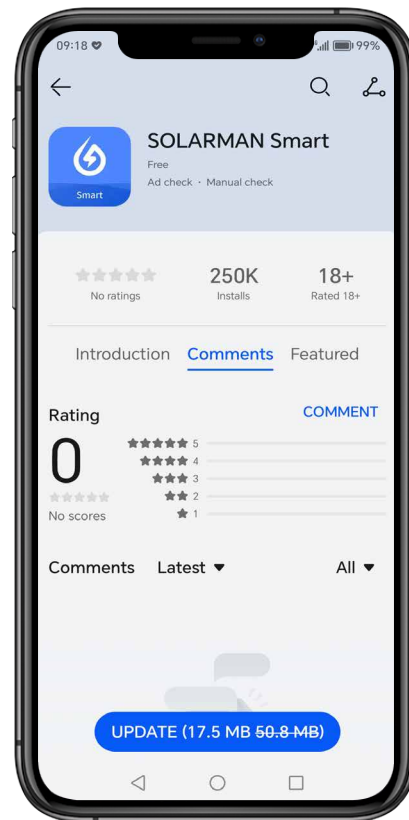 09:18
99%
SOLARMAN Smart
Free
Ad check · Manual check
Smart
250K
18+
No ratings
Installs
Rated 18+
Introduction
Comments
Featured
Rating
COMMENT
0
5
4
3
2
1
No scores
Comments
Latest
All
UPDATE (17.5 MB 50.8 MB)